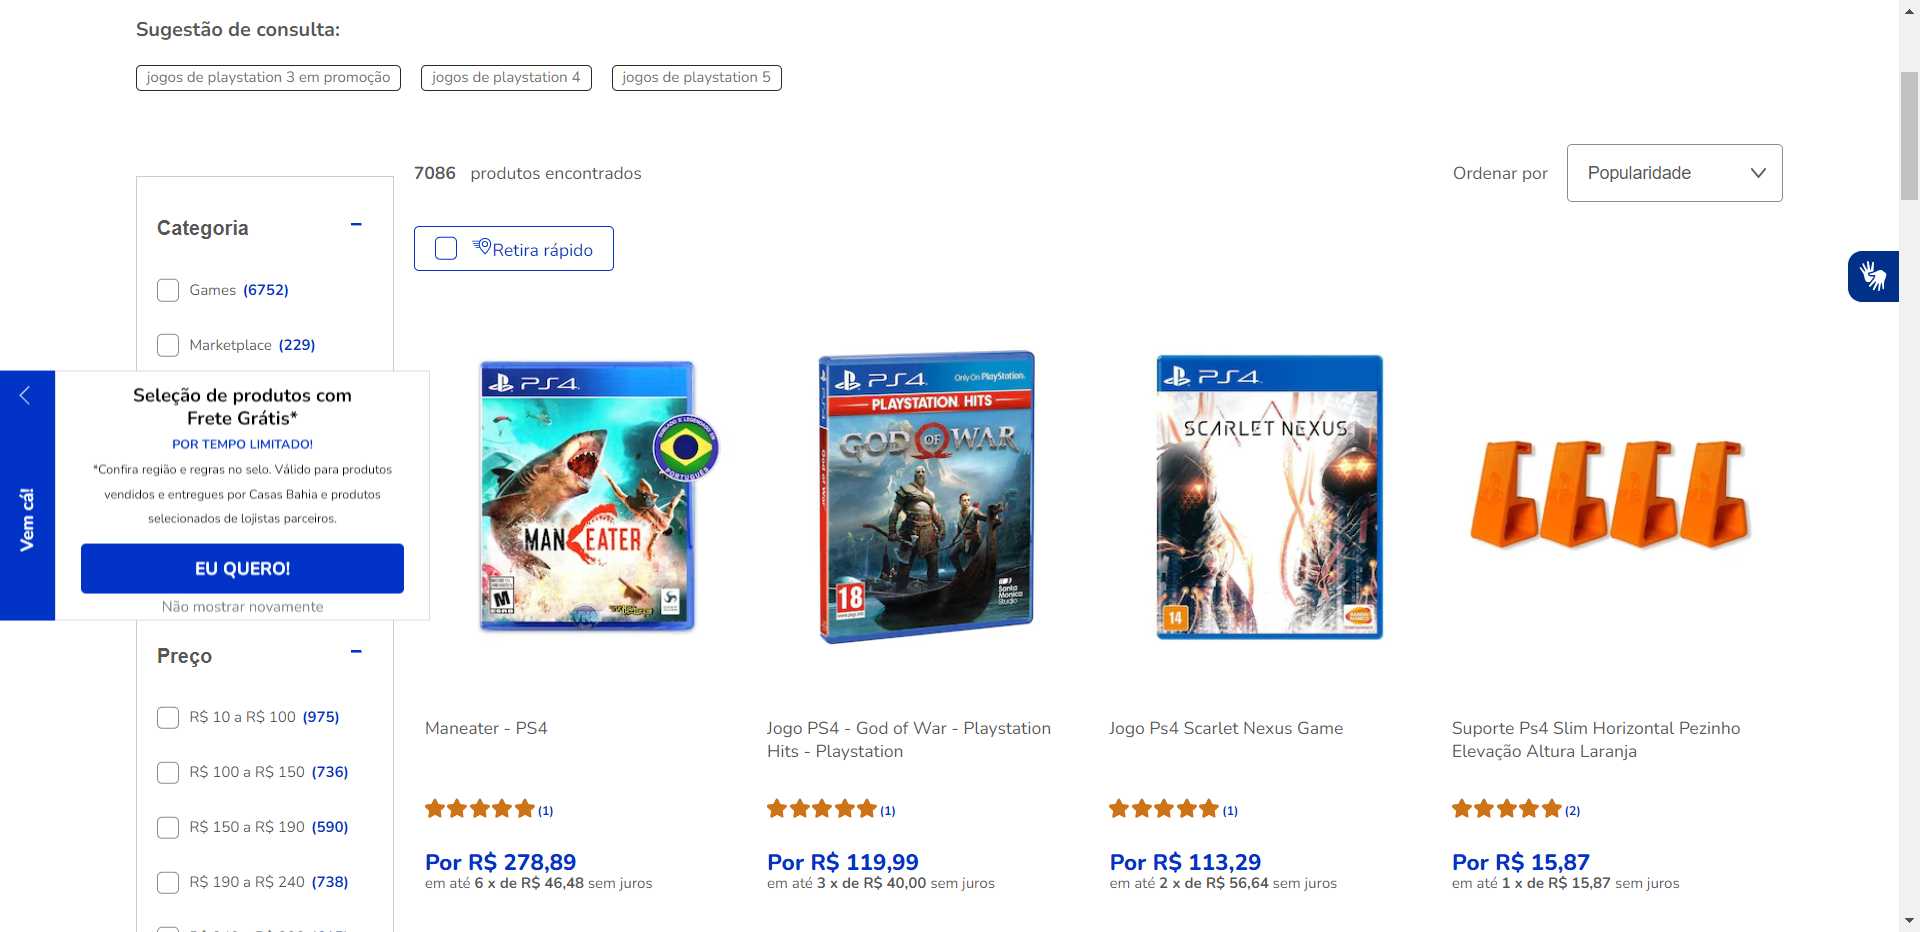 Sugestão de consulta:
jogos de playstation 3 em promoção
jogos de playstation 4
jogos de playstation 5
7086 produtos encontrados
Ordenar por
Popularidade
Categoria
Retira rápido
Games (6752)
Marketplace (229)
Vem cá!
Seleção de produtos com
Frete Grátis*
POR TEMPO LIMITADO!
*Confira região e regras no selo. Válido para produtos
vendidos e entregues por Casas Bahia e produtos
selecionados de lojistas parceiros.
EU QUERO!
Não mostrar novamente
Preço
R$ 10 a R$ 100 (975)
R$ 100 a R$ 150 (736)
R$ 150 a R$ 190 (590)
R$ 190 a R$ 240 (738)
PS4
MANEATER
M
PS4
Only On PlayStation.
PLAYSTATION HITS
GOD OF WAR
God of War
18
Santa
Monica
Studio
PS4
SCARLET NEXUS
14
Maneater - PS4
(1)
Por R$ 278,89
em até 6 x de R$ 46,48 sem juros
Jogo PS4 - God of War - Playstation
Hits - Playstation
(1)
Por R$ 119,99
em até 3 x de R$ 40,00 sem juros
Jogo Ps4 Scarlet Nexus Game
(1)
Por R$ 113,29
em até 2 x de R$ 56,64 sem juros
Suporte Ps4 Slim Horizontal Pezinho
Elevação Altura Laranja
(2)
Por R$ 15,87
em até 1 x de R$ 15,87 sem juros